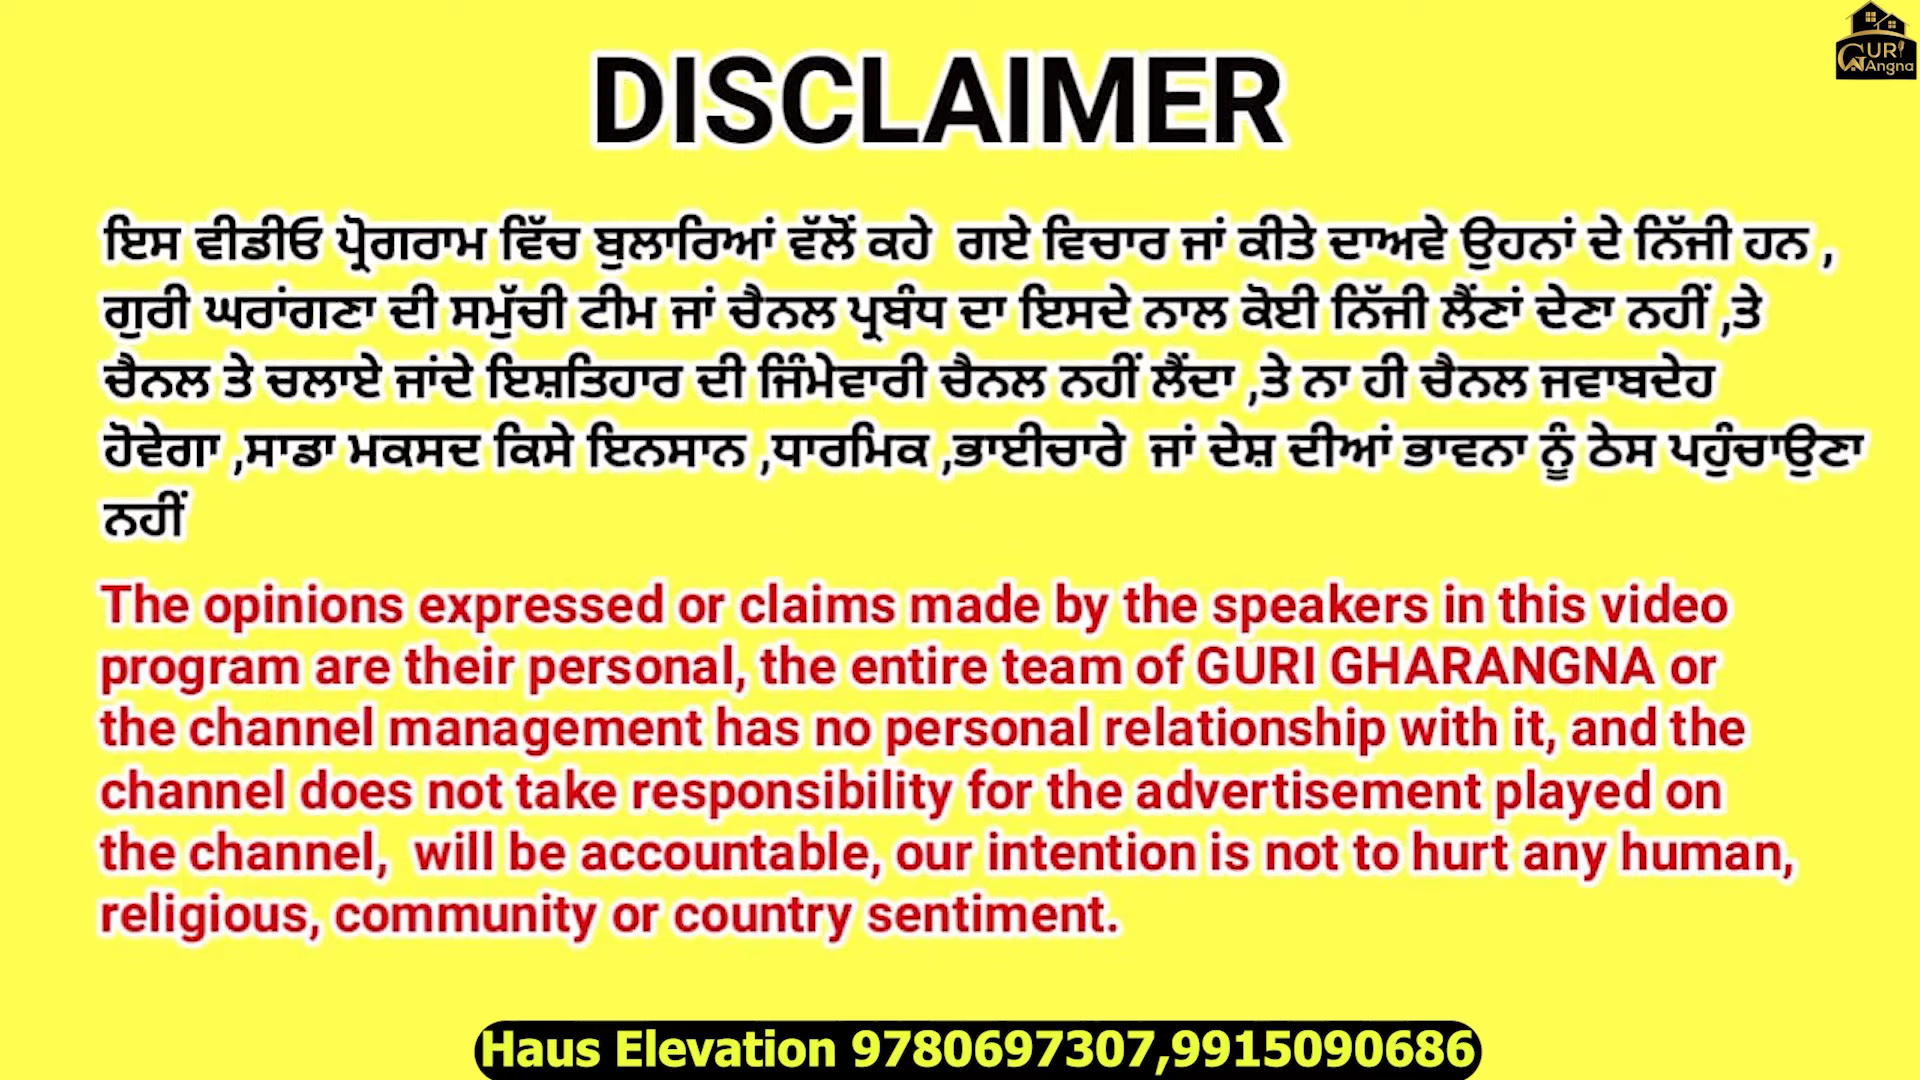 GURI
Angna
DISCLAIMER
ਇਸ ਵੀਡੀਓ ਪ੍ਰੋਗਰਾਮ ਵਿੱਚ ਬੁਲਾਰਿਆਂ ਵੱਲੋਂ ਕਹੇ ਗਏ ਵਿਚਾਰ ਜਾਂ ਕੀਤੇ ਦਾਅਵੇ ਉਹਨਾਂ ਦੇ ਨਿੱਜੀ ਹਨ ,
ਗੁਰੀ ਘਰਾਂਗਣਾ ਦੀ ਸਮੁੱਚੀ ਟੀਮ ਜਾਂ ਚੈਨਲ ਪ੍ਰਬੰਧ ਦਾ ਇਸਦੇ ਨਾਲ ਕੋਈ ਨਿੱਜੀ ਲੈਂਣਾਂ ਦੇਣਾ ਨਹੀਂ ,ਤੇ
ਚੈਨਲ ਤੇ ਚਲਾਏ ਜਾਂਦੇ ਇਸ਼ਤਿਹਾਰ ਦੀ ਜਿੰਮੇਵਾਰੀ ਚੈਨਲ ਨਹੀਂ ਲੈਂਦਾ ,ਤੇ ਨਾ ਹੀ ਚੈਨਲ ਜਵਾਬਦੇਹ
ਹੋਵੇਗਾ ,ਸਾਡਾ ਮਕਸਦ ਕਿਸੇ ਇਨਸਾਨ ,ਧਾਰਮਿਕ ,ਭਾਈਚਾਰੇ ਜਾਂ ਦੇਸ਼ ਦੀਆਂ ਭਾਵਨਾ ਨੂੰ ਠੇਸ ਪਹੁੰਚਾਉਣਾ
ਨਹੀਂ
The opinions expressed or claims made by the speakers in this video
program are their personal, the entire team of GURI GHARANGNA or
the channel management has no personal relationship with it, and the
channel does not take responsibility for the advertisement played on
the channel, will be accountable, our intention is not to hurt any human,
religious, community or country sentiment.
Haus Elevation 9780697307,9915090686